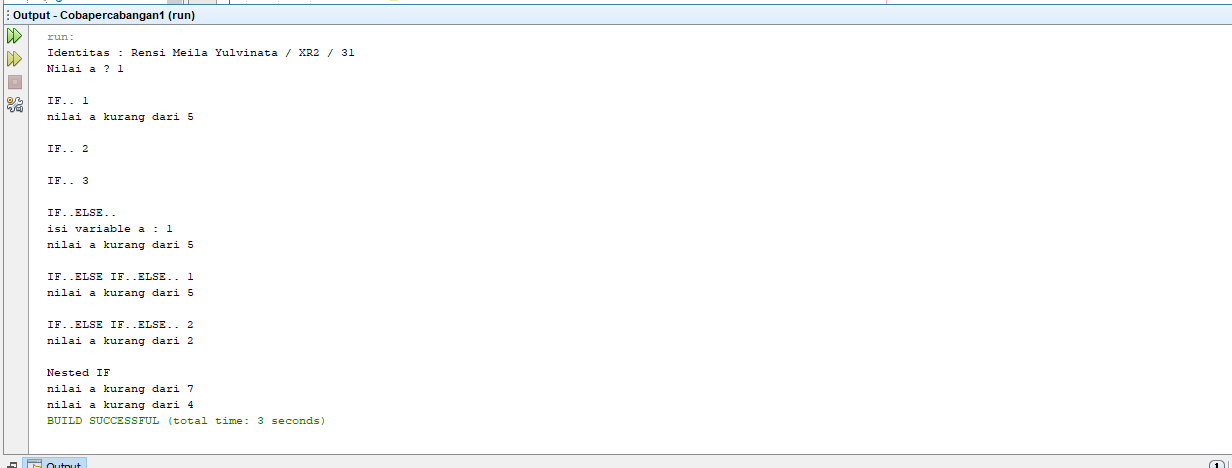 Output - Cobapercabangan1 (run)
run:
Identitas : Rensi Meila Yulvinata / XR2 / 31
Nilai a ? 1
IF.. 1
nilai a kurang dari 5
IF.. 2
IF.. 3
IF..ELSE..
isi variable a : 1
nilai a kurang dari 5
IF..ELSE IF..ELSE.. 1
nilai a kurang dari 5
IF..ELSE IF..ELSE.. 2
nilai a kurang dari 2
Nested IF
nilai a kurang dari 7
nilai a kurang dari 4
BUILD SUCCESSFUL (total time: 3 seconds)
Output
1